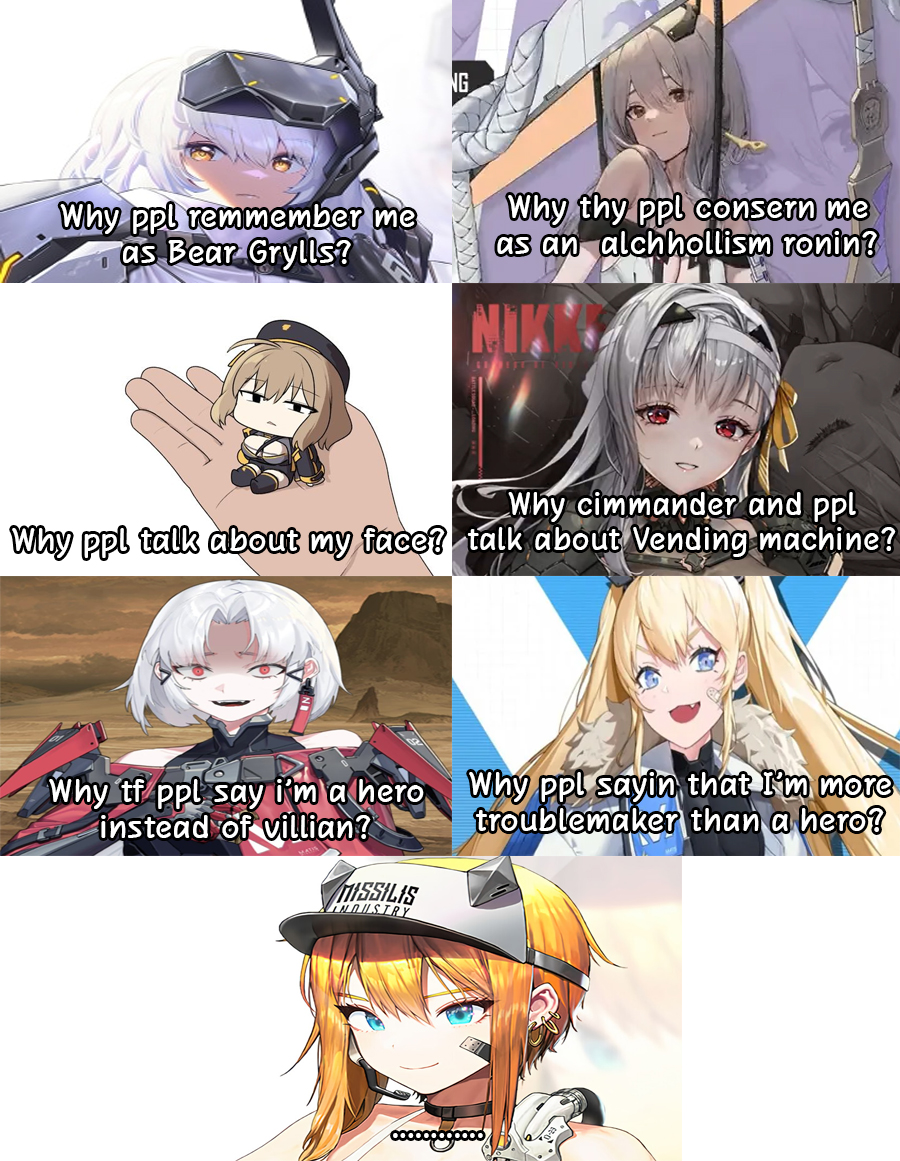 NG
Why ppl remmember me
as Bear Grylls?
Why thy ppl consern me
as an alchhollism ronin?
Why ppl talk about my face?
NIKKE
Why cimmander and ppl
talk about Vending machine?
Why tf ppl say i'm a hero
instead of villian?
Why ppl sayin that I'm more
troublemaker than a hero?
MISSILIS
INDUSTRY
............